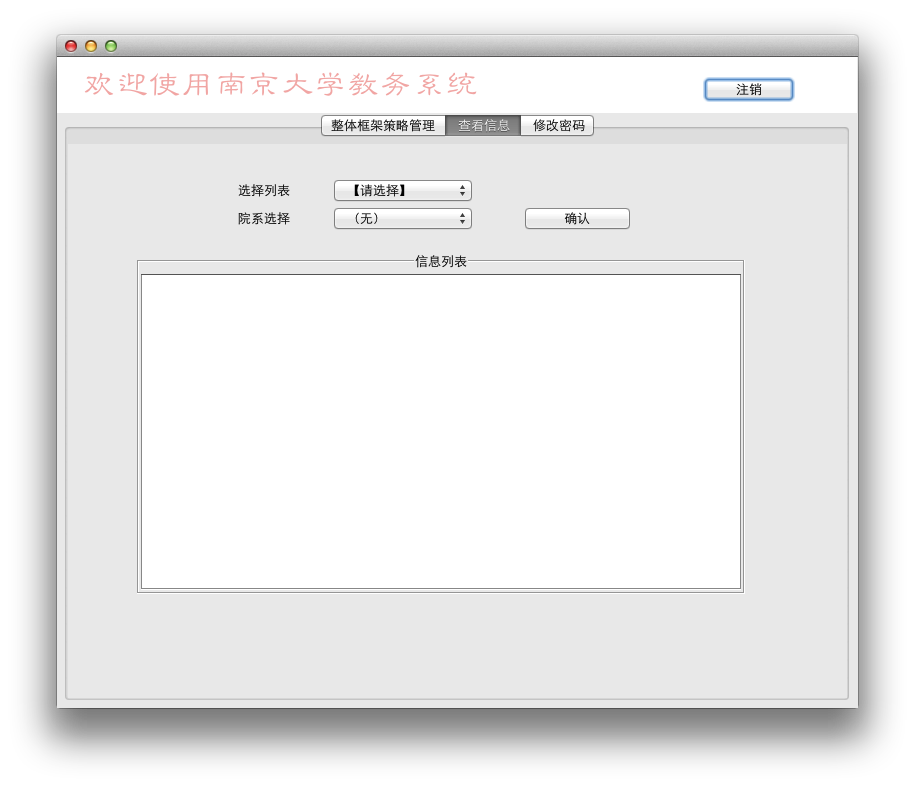 欢迎使用南京大学教务系统
注销
整体框架策略管理 查看信息 修改密码
选择列表 【请选择】
院系选择 （无） 确认
信息列表